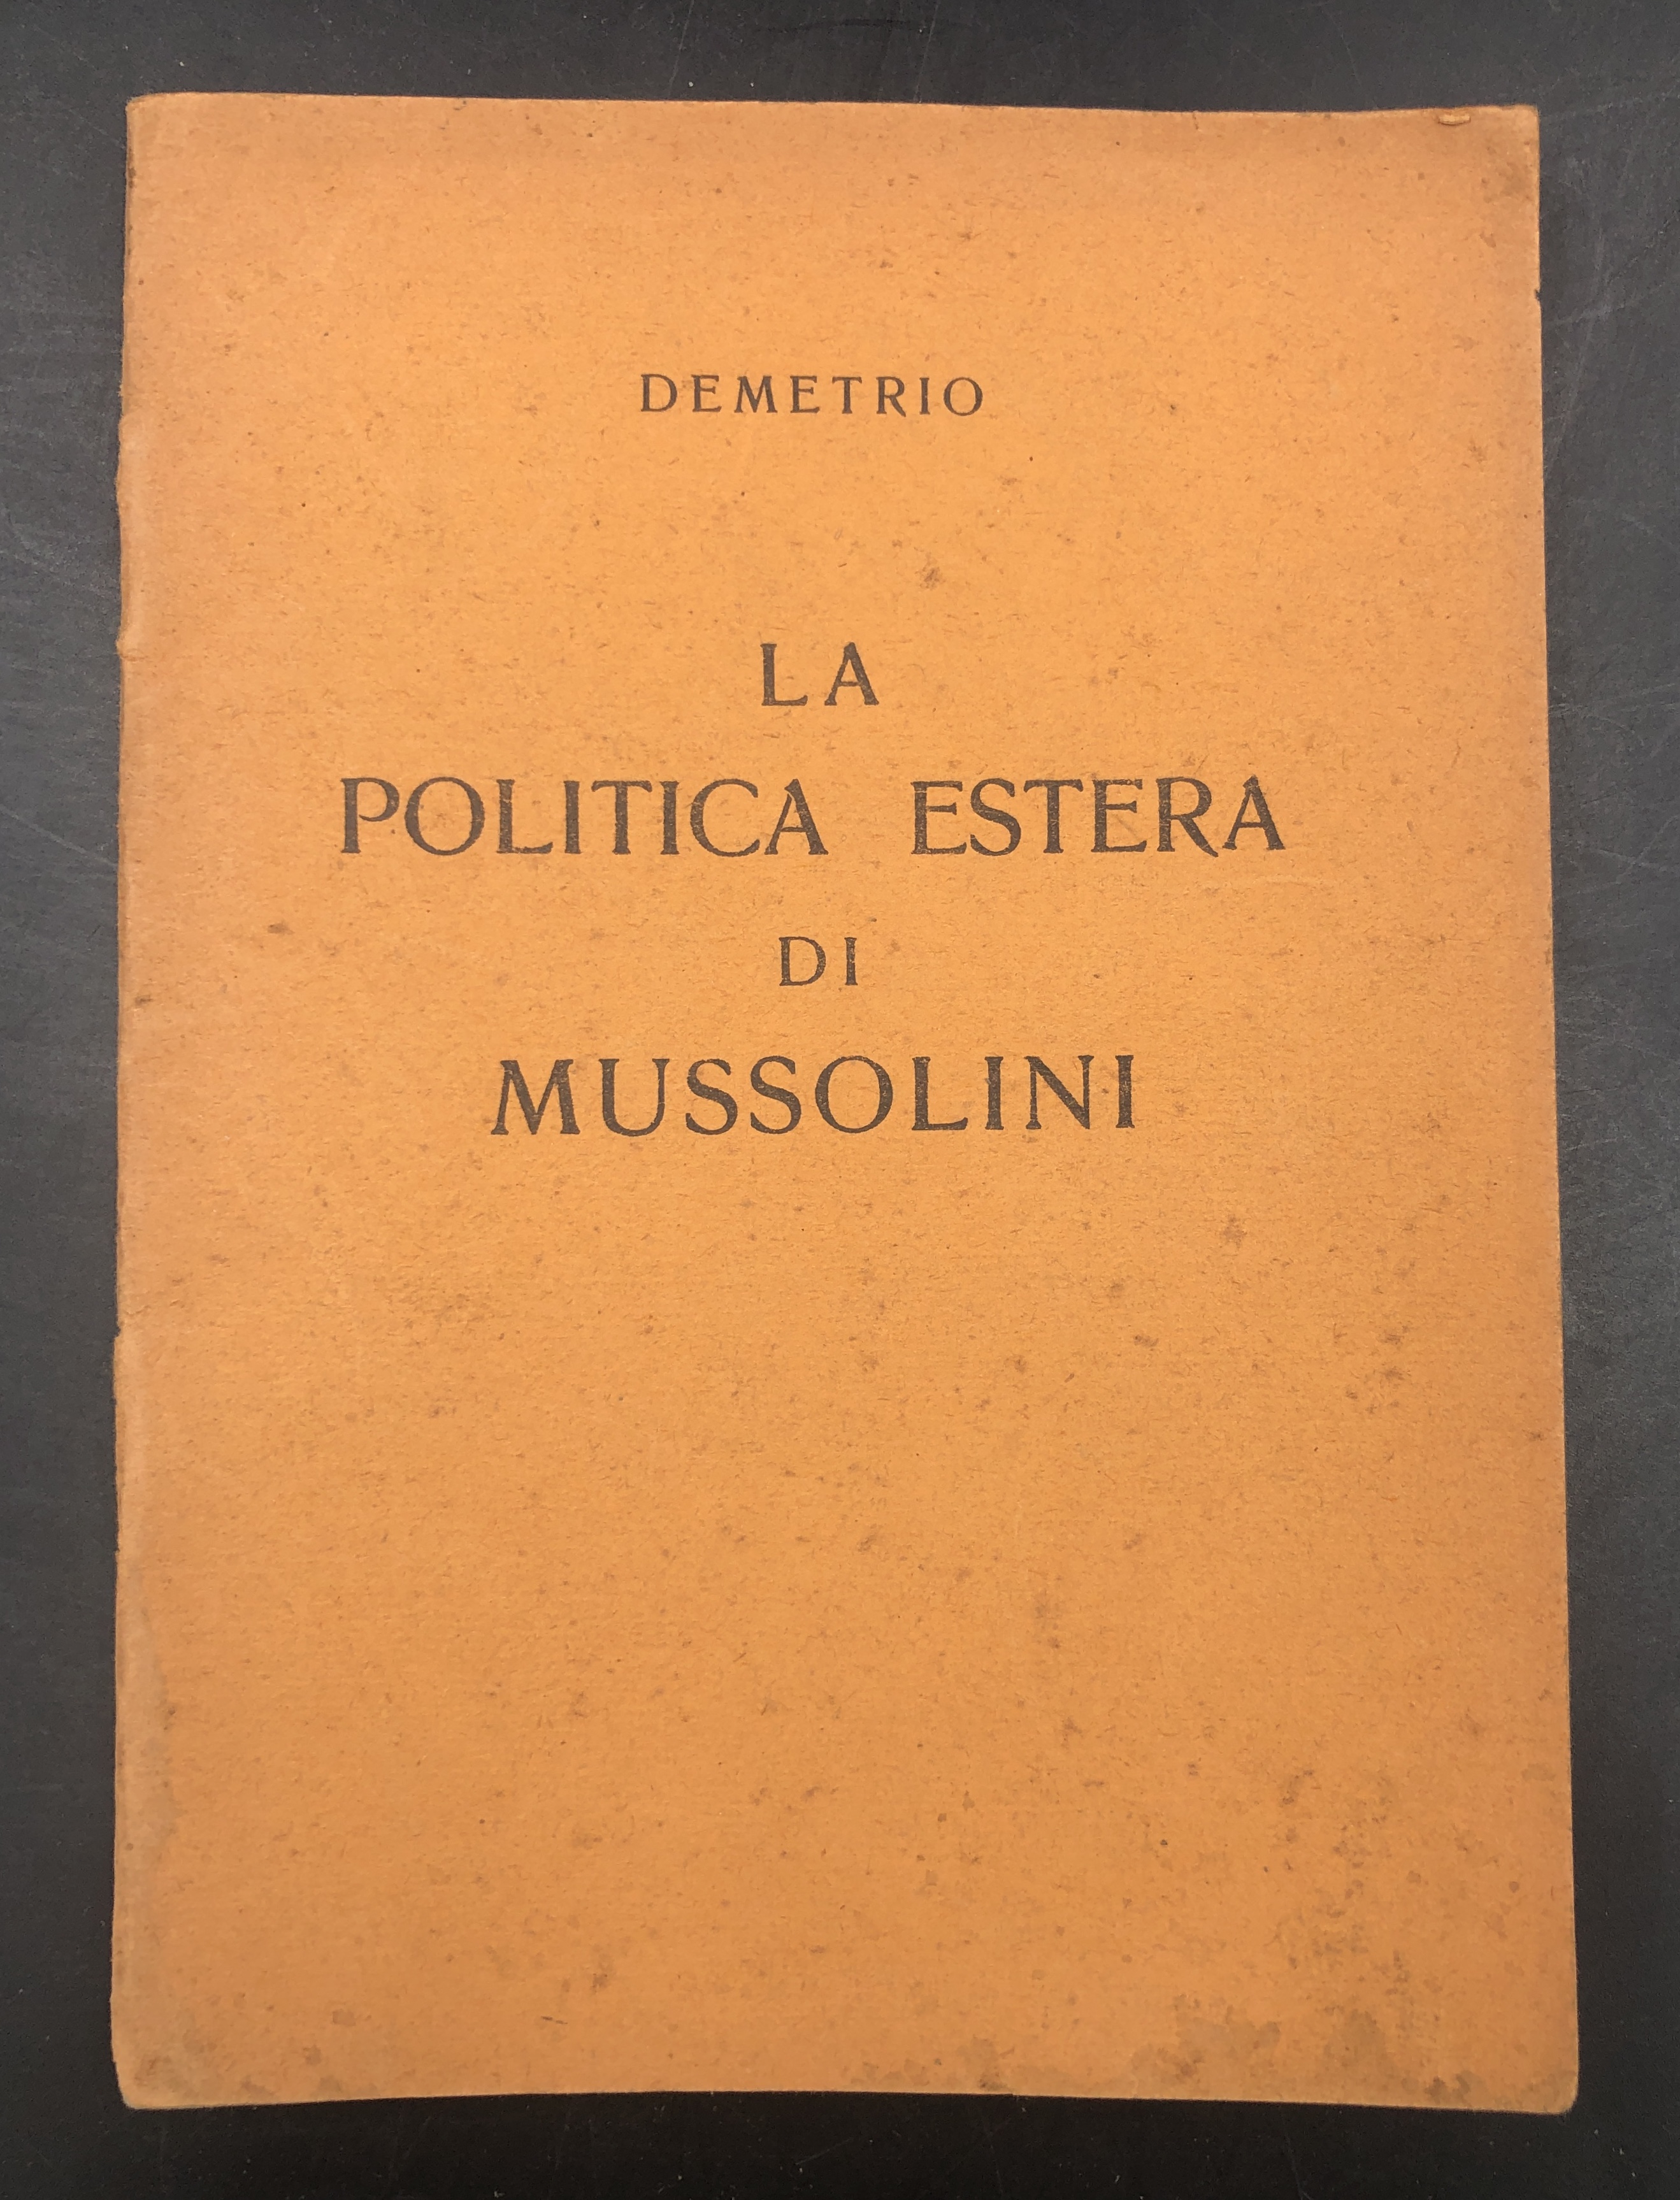 DEMETRIO
LA
POLITICA ESTERA
DI
MUSSOLINI